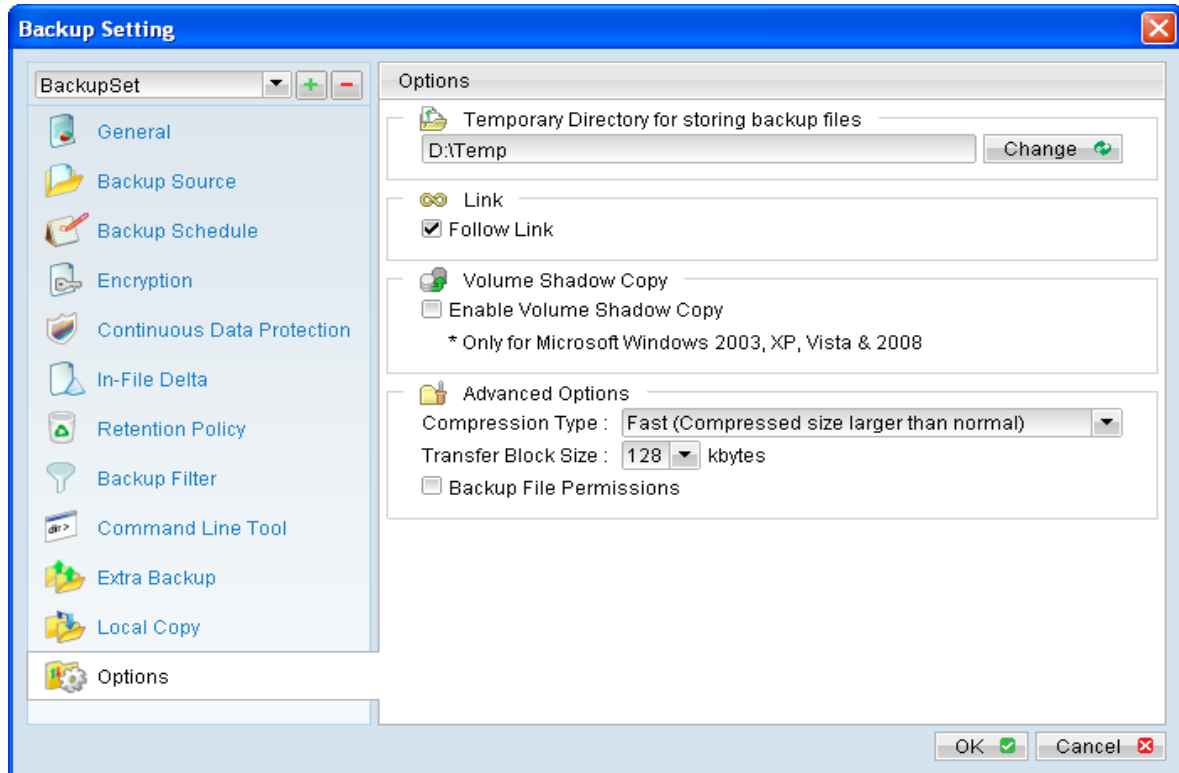 Backup Setting
BackupSet
General
Backup Source
Backup Schedule
Encryption
Continuous Data Protection
In-File Delta
Retention Policy
Backup Filter
dir>
Command Line Tool
Extra Backup
Local Copy
Options
Options
Temporary Directory for storing backup files
D:\Temp
Change
Link
Follow Link
Volume Shadow Copy
Enable Volume Shadow Copy
* Only for Microsoft Windows 2003, XP, Vista & 2008
Advanced Options
Compression Type : Fast (Compressed size larger than normal)
Transfer Block Size : 128 kbytes
Backup File Permissions
OK
Cancel